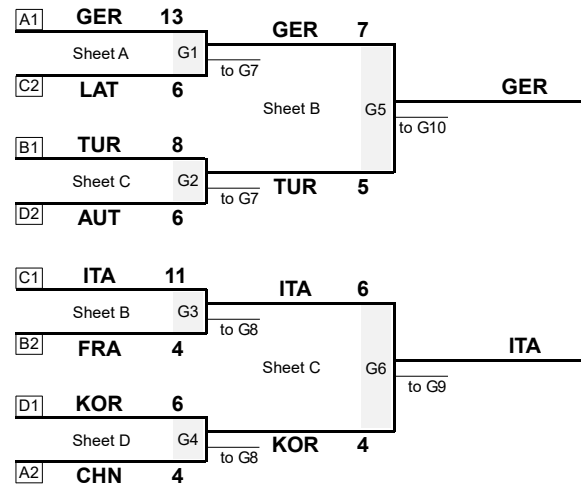 A1 GER 13
Sheet A G1
C2 LAT 6
to G7
GER 7
Sheet B G5
GER
to G10
B1 TUR 8
Sheet C G2
D2 AUT 6
to G7
TUR 5
C1 ITA 11
Sheet B G3
B2 FRA 4
to G8
ITA 6
Sheet C G6
ITA
to G9
D1 KOR 6
Sheet D G4
A2 CHN 4
to G8
KOR 4